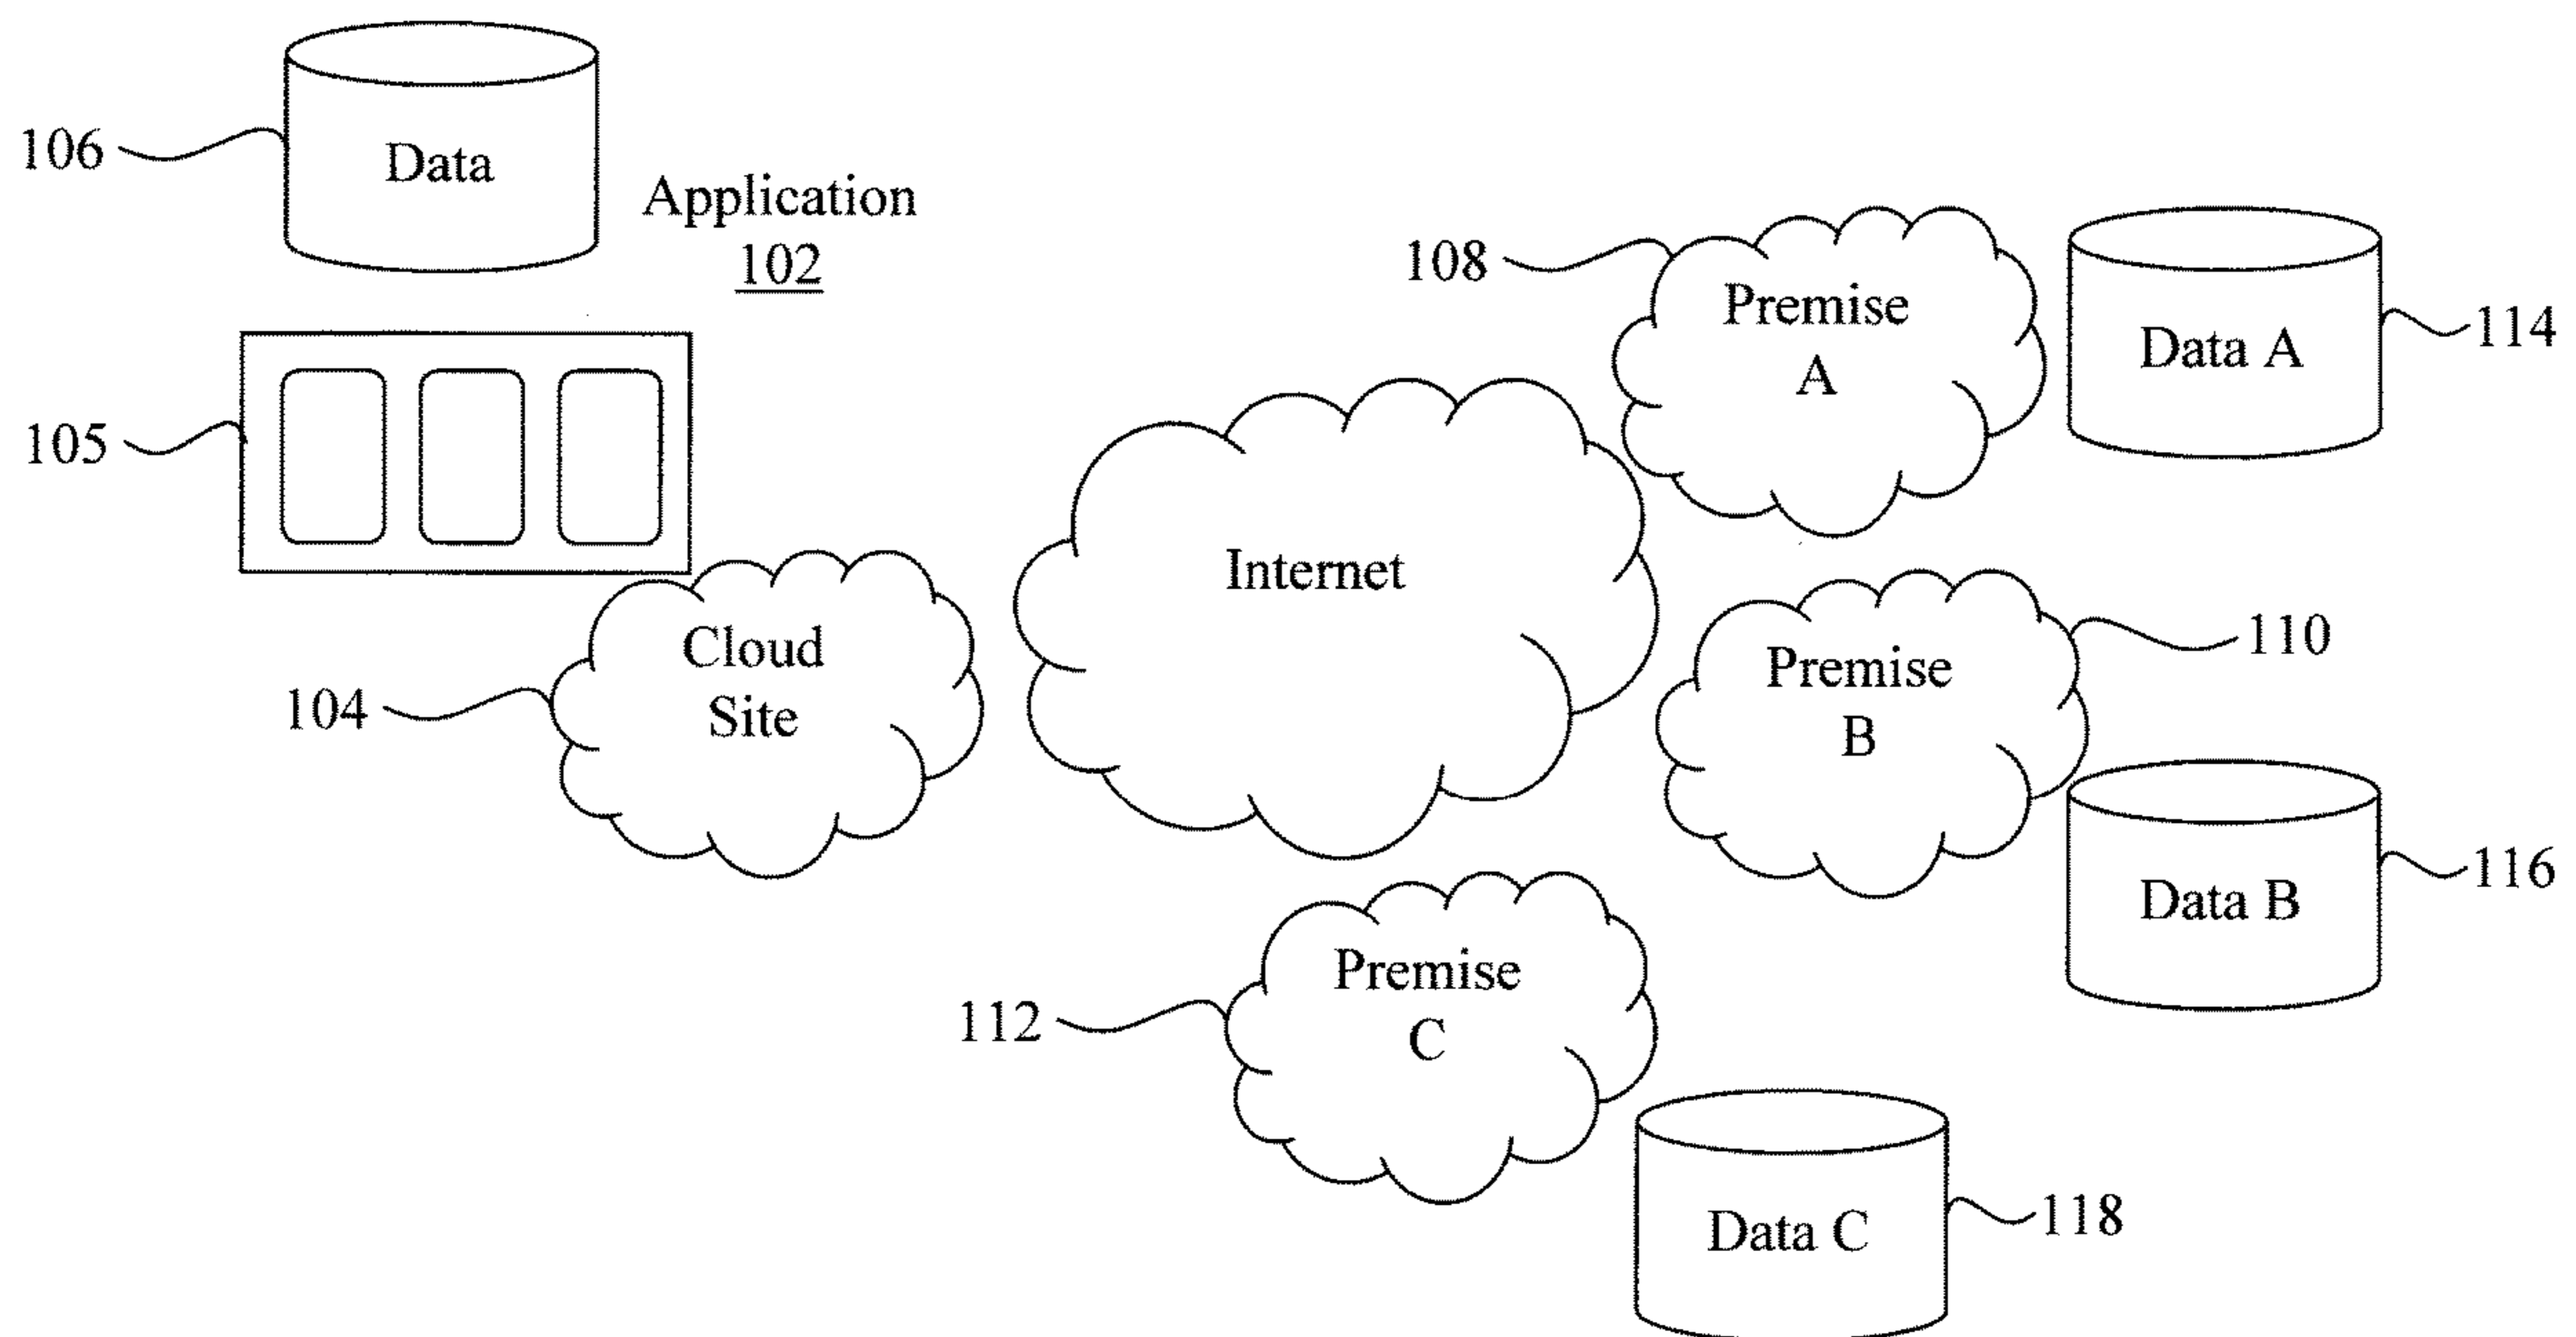 106
Data
Application
102
105
Cloud
Site
104
Internet
108
Premise
A
Data A
114
Premise
B
110
Data B
116
Premise
C
112
Data C
118